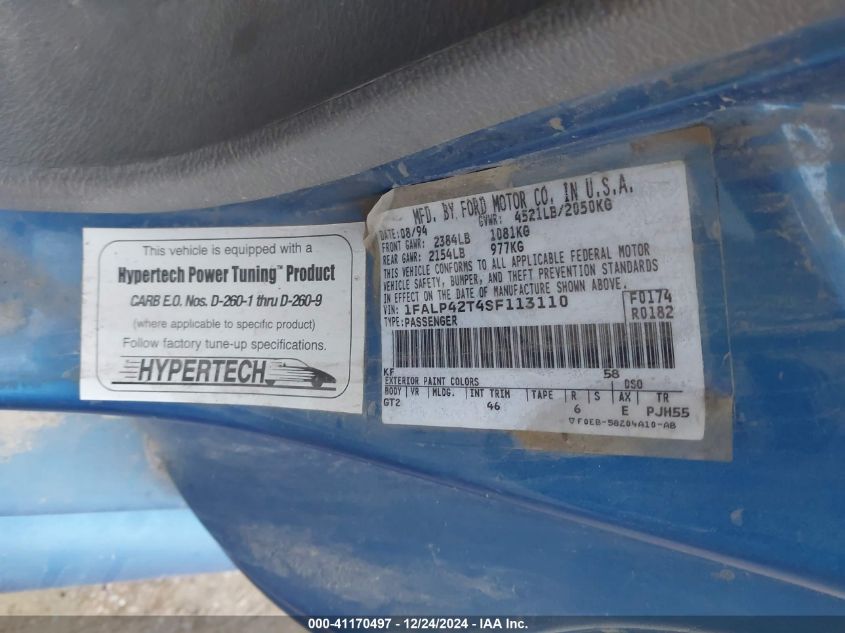 This vehicle is equipped with a
Hypertech Power Tuning™ Product
CARB E.O. Nos. D-260-1 thru D-260-9
(where applicable to specific product)
Follow factory tune-up specifications.
HYPERTECH
MFD. BY FORD MOTOR CO. IN U.S.A.
DATE: 08/94 GVWR: 4521LB/2050KG
FRONT GAWR: 2384LB 1081KG
REAR GAWR: 2154LB 977KG
THIS VEHICLE CONFORMS TO ALL APPLICABLE FEDERAL MOTOR
VEHICLE SAFETY, BUMPER, AND THEFT PREVENTION STANDARDS
IN EFFECT ON THE DATE OF MANUFACTURE SHOWN ABOVE.
VIN: 1FALP42T4SF113110 F0174
TYPE: PASSENGER R0182
KF 58
EXTERIOR PAINT COLORS DSO
BODY VR MLDG. INT TRIM TAPE R S AX TR
GT2 46 6 E PJH55
▽F0EB-58204A10-AB
000-41170497 - 12/24/2024 - IAA Inc.